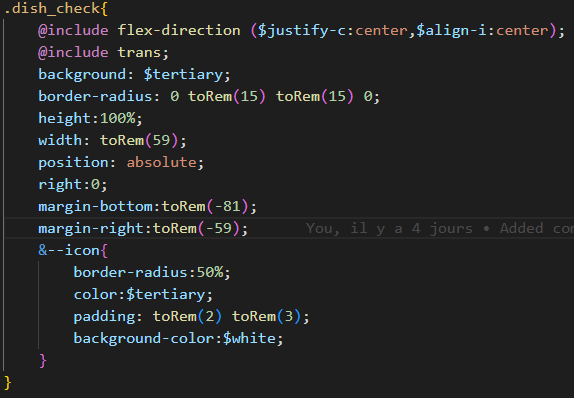 .dish_check{
@include flex-direction ($justify-c:center,$align-i:center);
@include trans;
background: $tertiary;
border-radius: 0 toRem(15) toRem(15) 0;
height:100%;
width: toRem(59);
position: absolute;
right:0;
margin-bottom:toRem(-81);
margin-right:toRem(-59); You, il y a 4 jours • Added con
&--icon{
border-radius:50%;
color:$tertiary;
padding: toRem(2) toRem(3);
background-color:$white;
}
}